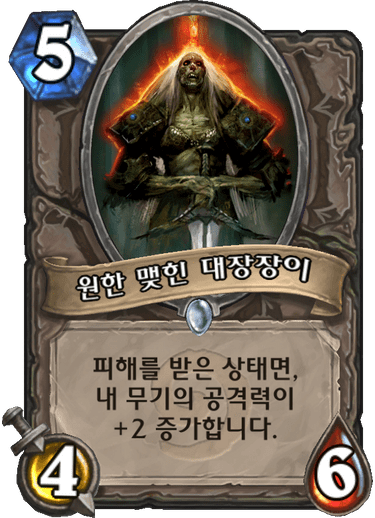 5
원한 맺힌 대장장이
피해를 받은 상태면,
내 무기의 공격력이
+2 증가합니다.
4
6